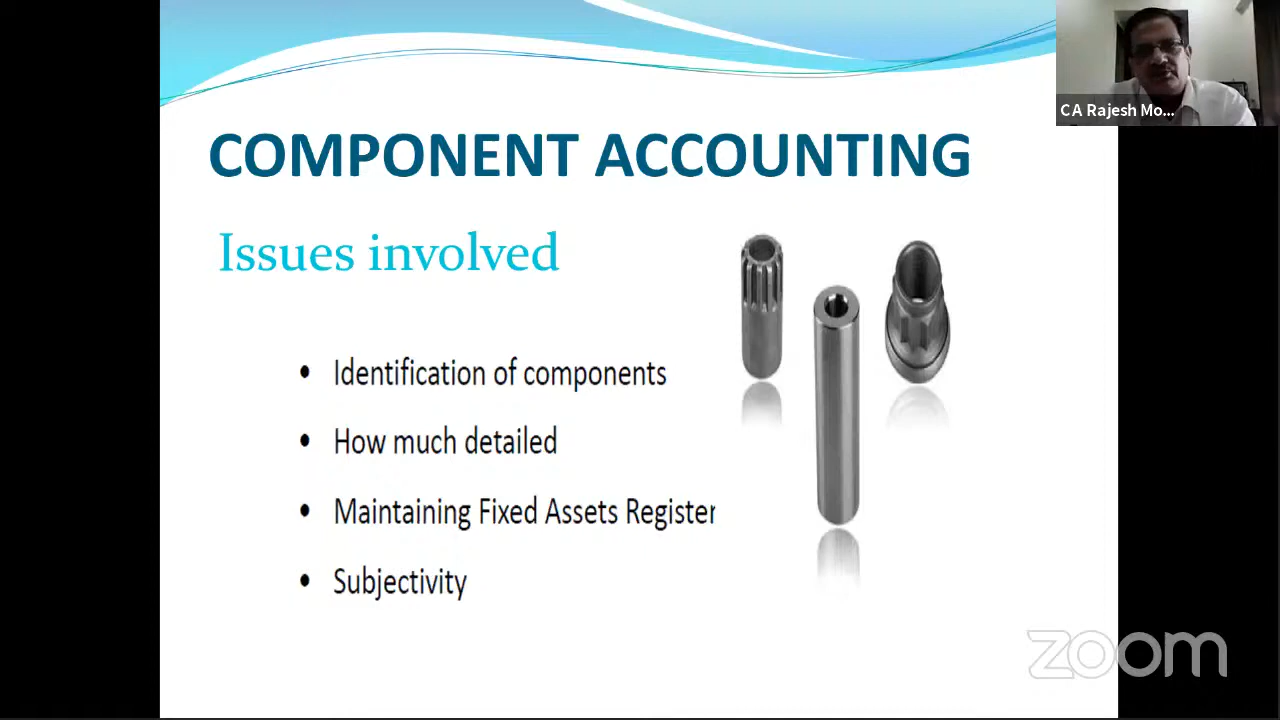 COMPONENT ACCOUNTING
Issues involved
• Identification of components
• How much detailed
• Maintaining Fixed Assets Register
• Subjectivity
CA Rajesh Mo...
zoom